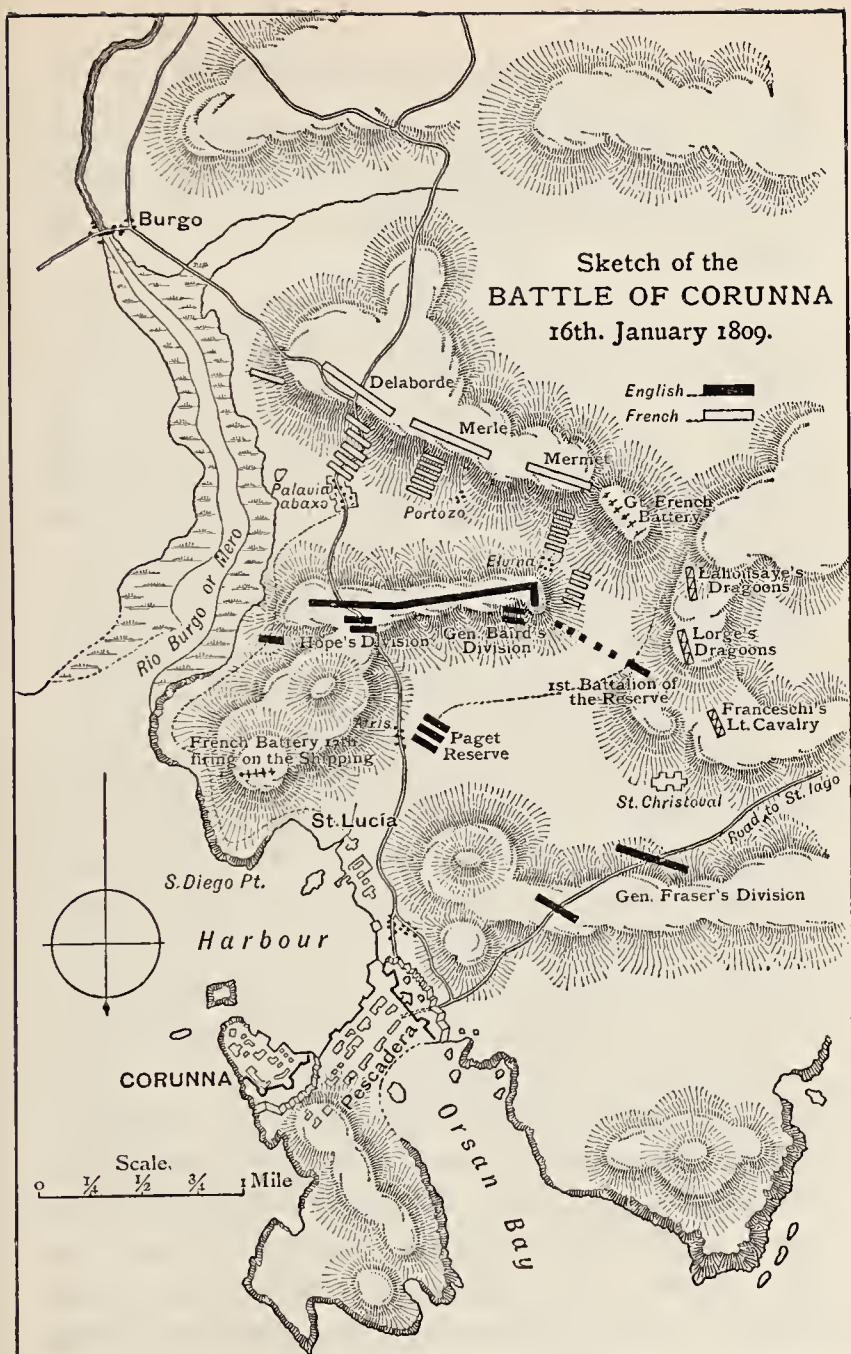 Burgo
Sketch of the
BATTLE OF CORUNNA
16th. January 1809.
English
French
Delaborde
Merle
Mermet
Gt. French
Battery
Palavia
abaxo
Portozo
Elvina
Lahoussaye's
Dragoons
Rio Burgo or Mero
Hope's Division
Gen. Baird's
Division
Lorge's
Dragoons
1st. Battalion of
the Reserve
Franceschi's
Lt. Cavalry
Airis
Paget
Reserve
French Battery 15th
firing on the Shipping
St. Christoval
Road to St. Iago
St. Lucía
S. Diego Pt.
Gen. Fraser's Division
Harbour
CORUNNA
Pescadera
Orsan Bay
Scale.
0 1/4 1/2 3/4 1 Mile